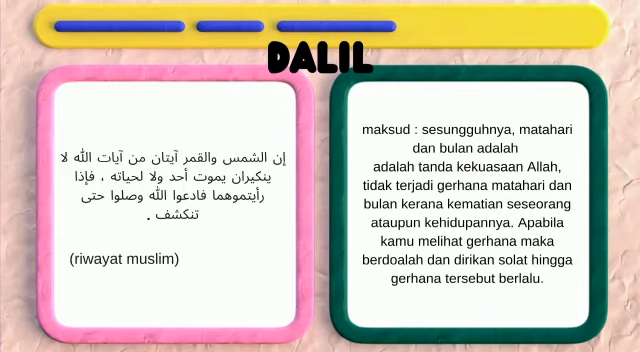 DALIL
إن الشمس والقمر آيتان من آيات الله لا
ينكيران يموت أحد ولا لحياته ، فإذا
رأيتموهما فادعوا الله وصلوا حتى
تنكشف .
(riwayat muslim)
maksud : sesungguhnya, matahari
dan bulan adalah
adalah tanda kekuasaan Allah,
tidak terjadi gerhana matahari dan
bulan kerana kematian seseorang
ataupun kehidupannya. Apabila
kamu melihat gerhana maka
berdoalah dan dirikan solat hingga
gerhana tersebut berlalu.